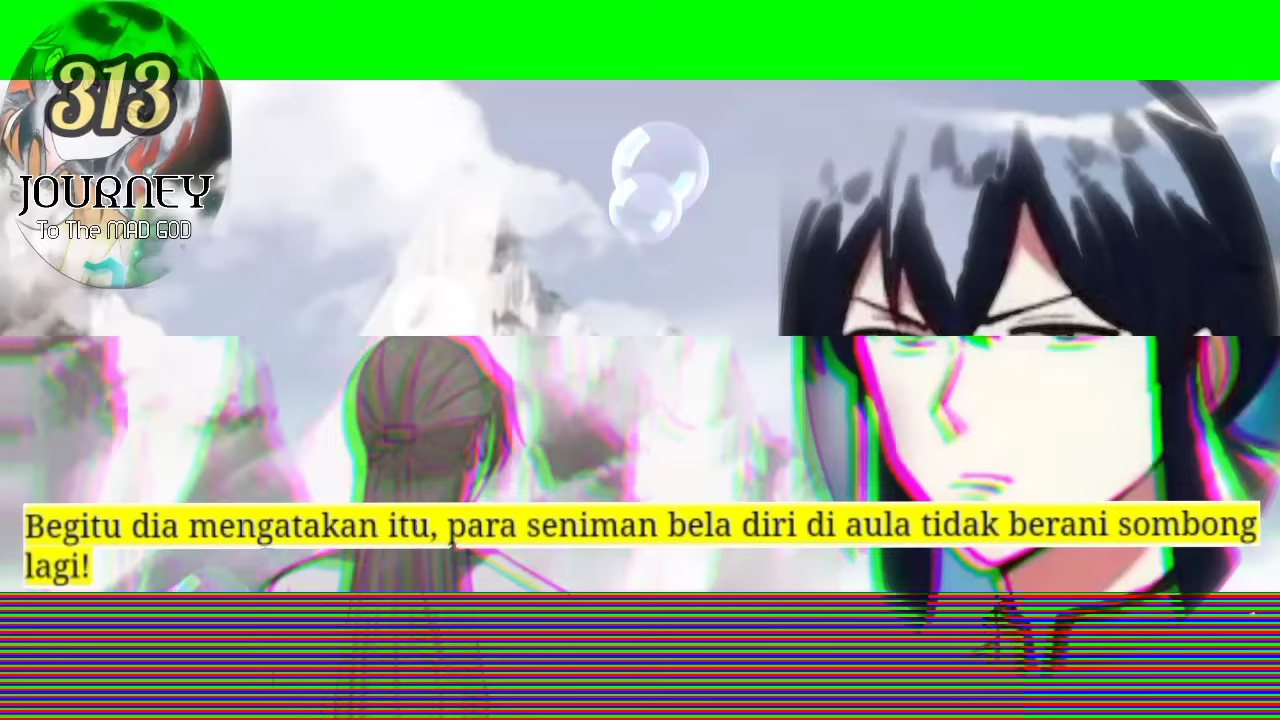 313
JOURNEY
To The MAD GOD
Begitu dia mengatakan itu, para seniman bela diri di aula tidak berani sombong
lagi!